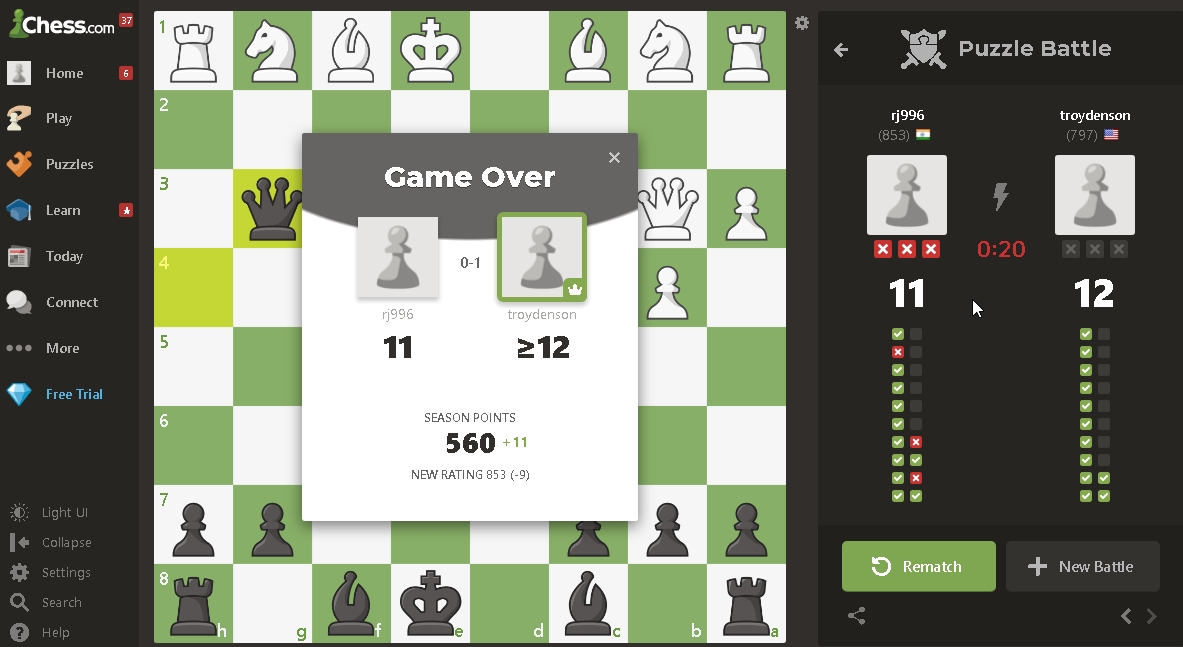 Chess.com 37
Home 6
Play
Puzzles
Learn
Today
Connect
More
Free Trial
Light UI
Collapse
Settings
Search
Help
1
2
3
4
5
6
7
8
h g f e d c b a
Game Over
0-1
rj996 troydenson
11 ≥12
SEASON POINTS
560 +11
NEW RATING 853 (-9)
Puzzle Battle
rj996 troydenson
(853) (797)
0:20
11 12
Rematch
New Battle